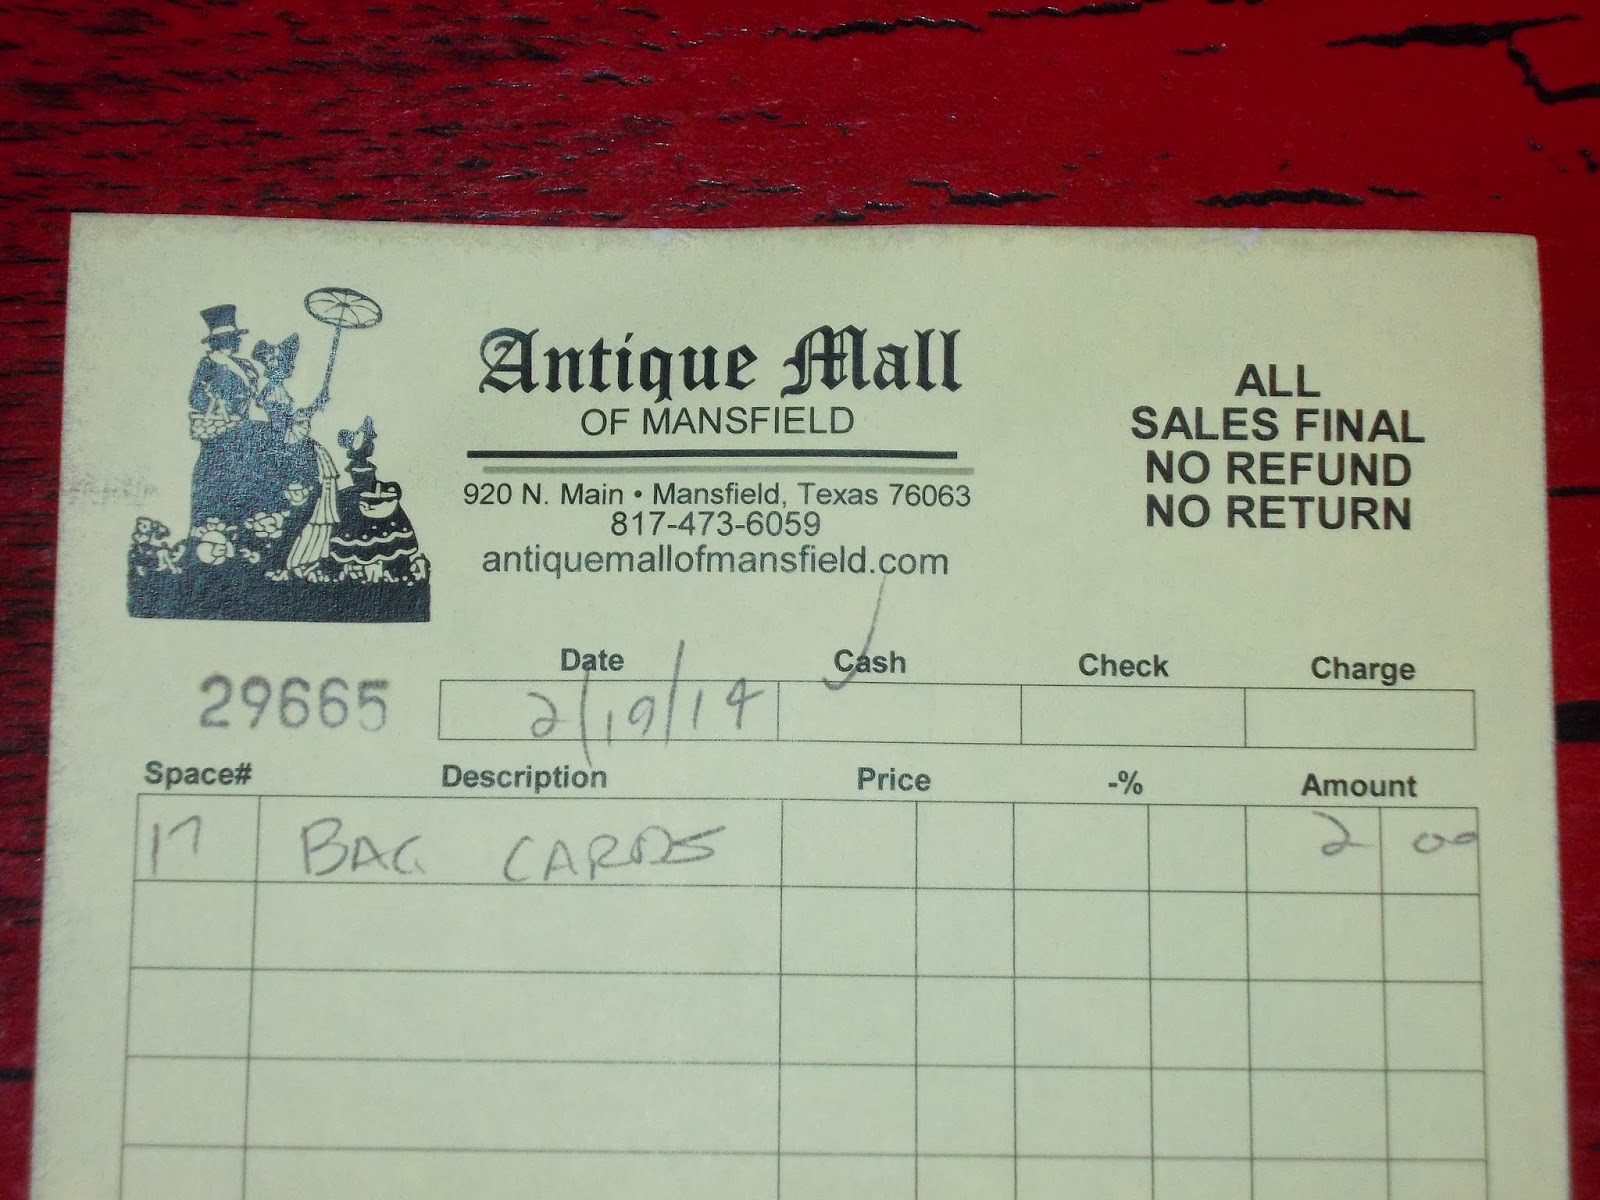 Antique Mall
OF MANSFIELD
920 N. Main • Mansfield, Texas 76063
817-473-6059
antiquemallofmansfield.com
ALL
SALES FINAL
NO REFUND
NO RETURN
Date Cash Check Charge
29665 2/19/14
Space# Description Price -% Amount
17 BAG CARDS 2 00